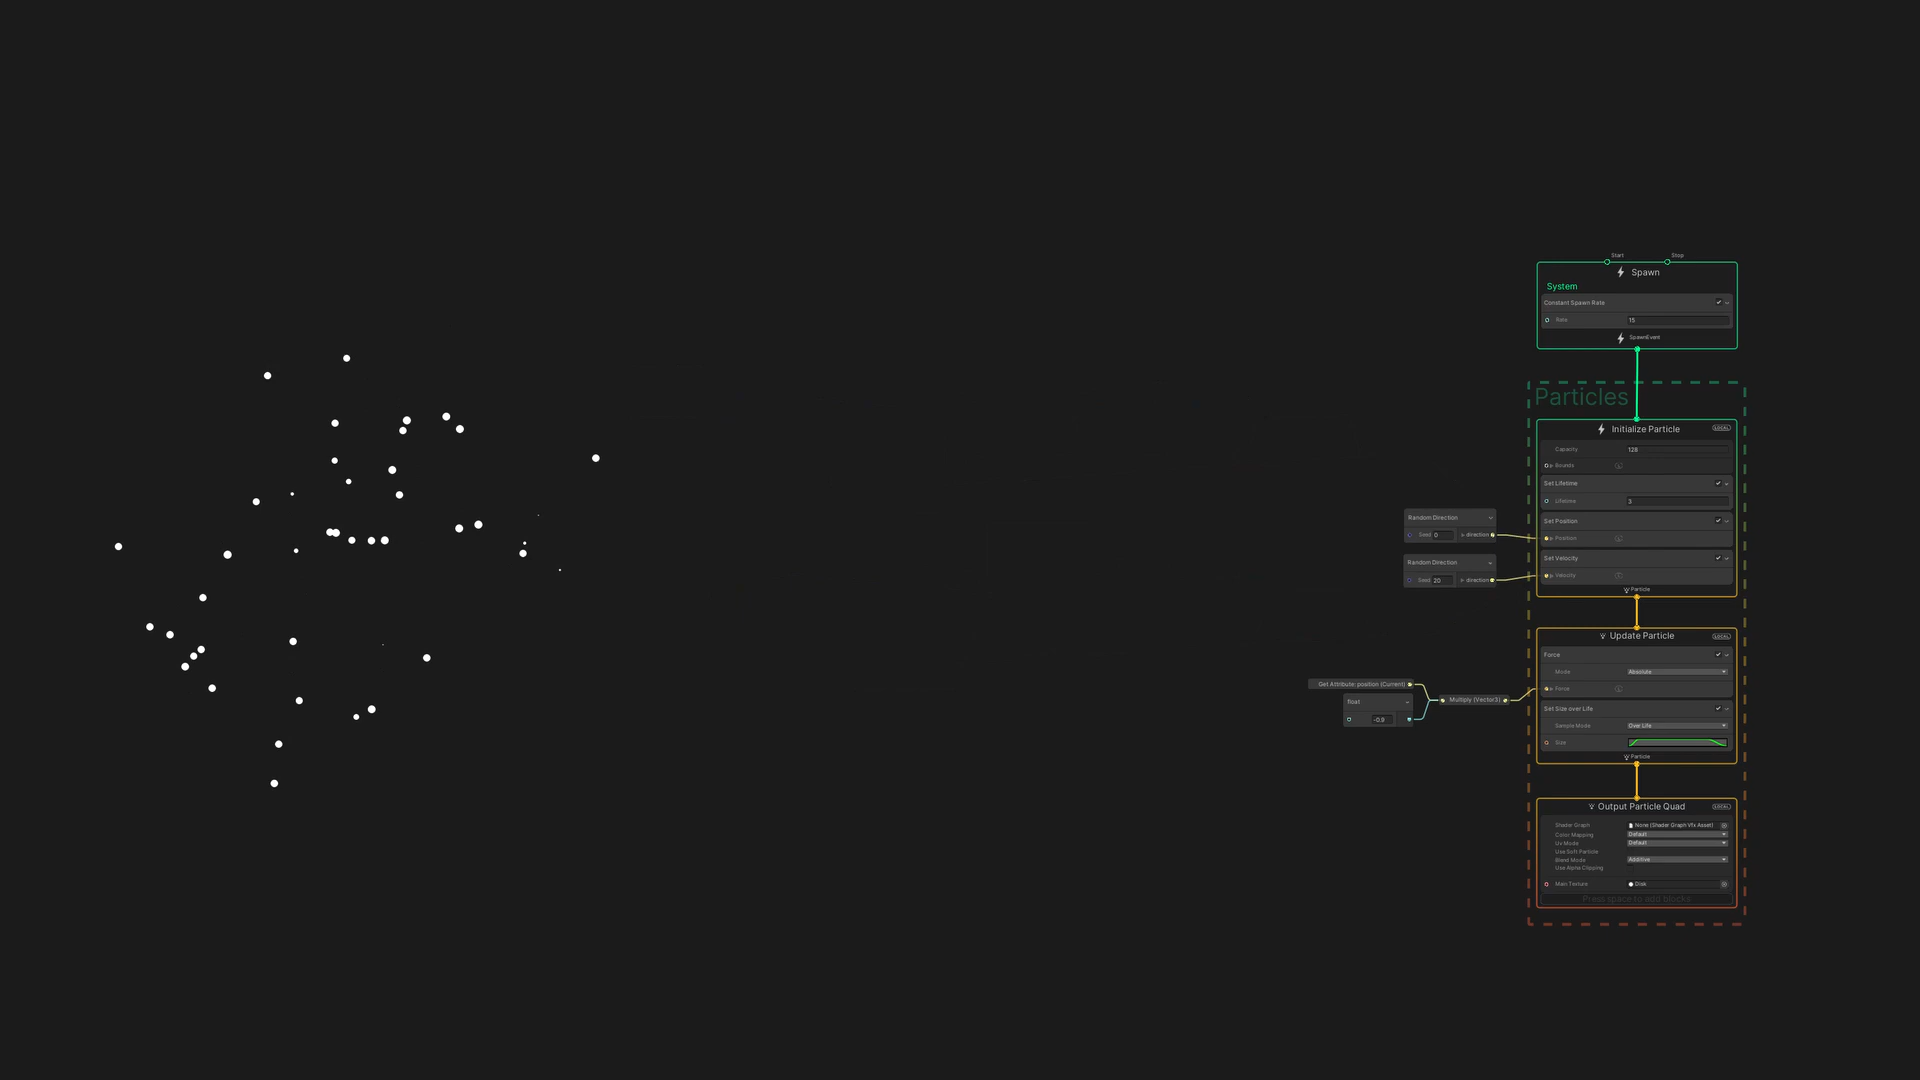 Start
Stop
Spawn
System
Constant Spawn Rate
Rate 15
SpawnEvent
Particles
Initialize Particle LOCAL
Capacity 128
Bounds
Set Lifetime
Lifetime 3
Set Position
Position
Set Velocity
Velocity
Particle
Random Direction
Seed 0 direction
Random Direction
Seed 20 direction
Update Particle LOCAL
Force
Mode Absolute
Force
Set Size over Life
Sample Mode Over Life
Size
Particle
Get Attribute: position (Current)
float
-0.9
Multiply (Vector3)
Output Particle Quad LOCAL
Shader Graph None (Shader Graph Vfx Asset)
Color Mapping Default
Uv Mode Default
Use Soft Particle
Blend Mode Additive
Use Alpha Clipping
Main Texture Disk
Press space to add blocks